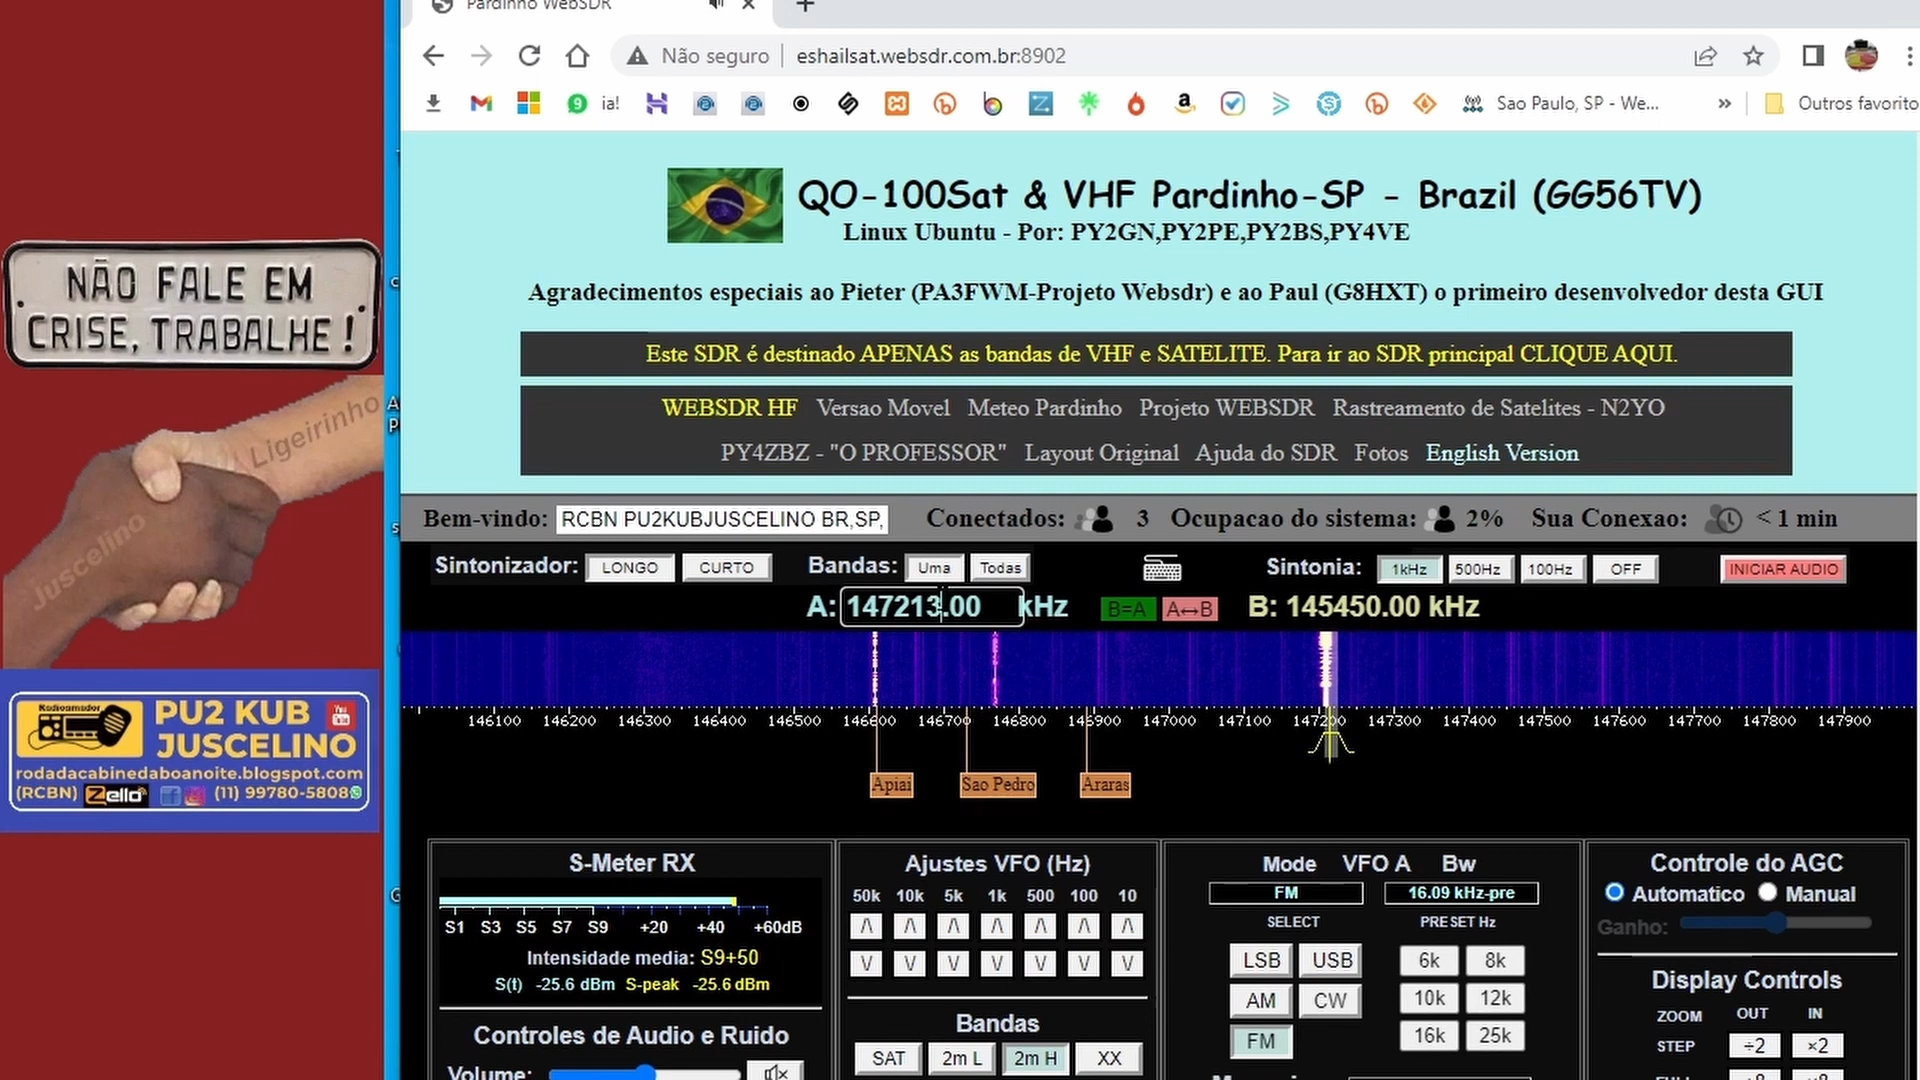 Pardinho WebSDR
Não seguro eshailsat.websdr.com.br:8902
ia! Sao Paulo, SP - We... » Outros favorito
QO-100Sat & VHF Pardinho-SP - Brazil (GG56TV)
Linux Ubuntu - Por: PY2GN,PY2PE,PY2BS,PY4VE
Agradecimentos especiais ao Pieter (PA3FWM-Projeto Websdr) e ao Paul (G8HXT) o primeiro desenvolvedor desta GUI
Este SDR é destinado APENAS as bandas de VHF e SATELITE. Para ir ao SDR principal CLIQUE AQUI.
WEBSDR HF Versao Movel Meteo Pardinho Projeto WEBSDR Rastreamento de Satelites - N2YO
PY4ZBZ - "O PROFESSOR" Layout Original Ajuda do SDR Fotos English Version
Bem-vindo: RCBN PU2KUBJUSCELINO BR,SP, Conectados: 3 Ocupacao do sistema: 2% Sua Conexao: < 1 min
Sintonizador: LONGO CURTO Bandas: Uma Todas Sintonia: 1kHz 500Hz 100Hz OFF INICIAR AUDIO
A: 147213.00 kHz B=A A↔B B: 145450.00 kHz
146100 146200 146300 146400 146500 146600 146700 146800 146900 147000 147100 147200 147300 147400 147500 147600 147700 147800 147900
Apiai Sao Pedro Araras
S-Meter RX
S1 S3 S5 S7 S9 +20 +40 +60dB
Intensidade media: S9+50
S(t) -25.6 dBm S-peak -25.6 dBm
Controles de Audio e Ruido
Volume:
Ajustes VFO (Hz)
50k 10k 5k 1k 500 100 10
/\ /\ /\ /\ /\ /\ /\
\/ \/ \/ \/ \/ \/ \/
Bandas
SAT 2m L 2m H XX
Mode VFO A Bw
FM 16.09 kHz-pre
SELECT PRESET Hz
LSB USB 6k 8k
AM CW 10k 12k
FM 16k 25k
Controle do AGC
Automatico Manual
Ganho:
Display Controls
ZOOM OUT IN
STEP ÷2 ×2
NÃO FALE EM
CRISE, TRABALHE !
Ligeirinho
Juscelino
Radioamador
PU2 KUB
You
JUSCELINO
rodadacabinedaboanoite.blogspot.com
(RCBN) Zello (11) 99780-5808